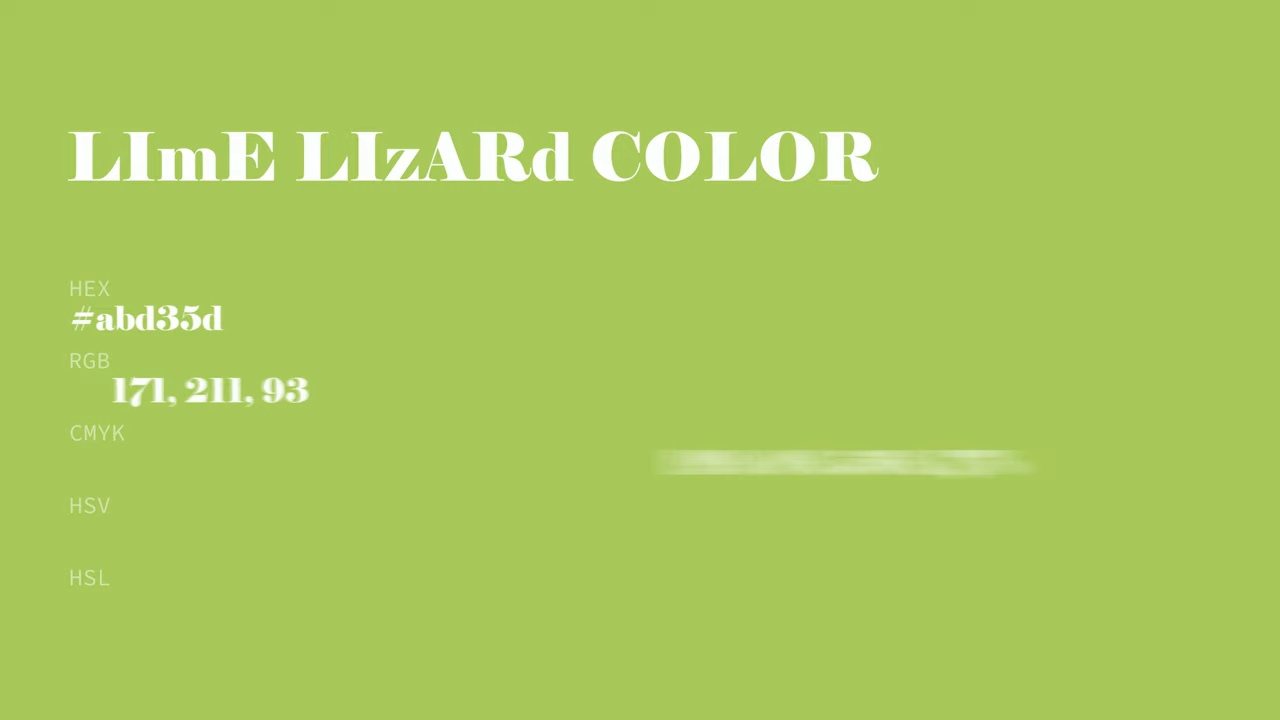 LImE LIzARd COLOR
HEX
#abd35d
RGB
171, 211, 93
CMYK
HSV
HSL